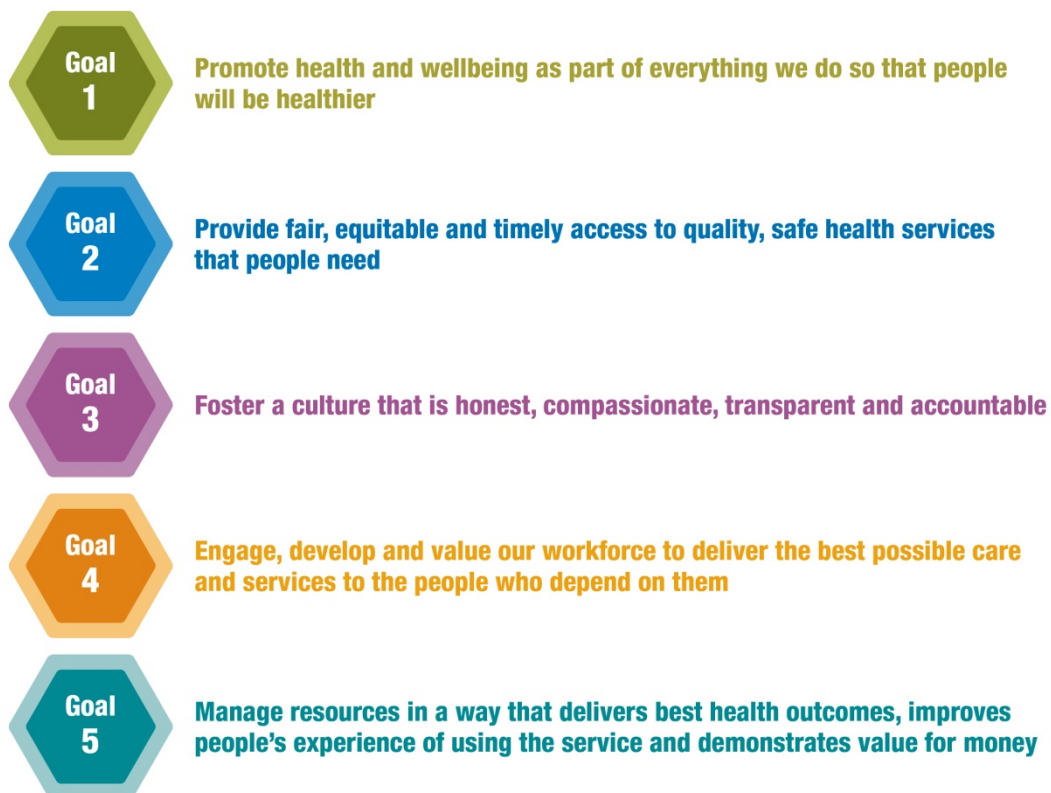 Goal
1
Promote health and wellbeing as part of everything we do so that people
will be healthier
Goal
2
Provide fair, equitable and timely access to quality, safe health services
that people need
Goal
3
Foster a culture that is honest, compassionate, transparent and accountable
Goal
4
Engage, develop and value our workforce to deliver the best possible care
and services to the people who depend on them
Goal
5
Manage resources in a way that delivers best health outcomes, improves
people’s experience of using the service and demonstrates value for money